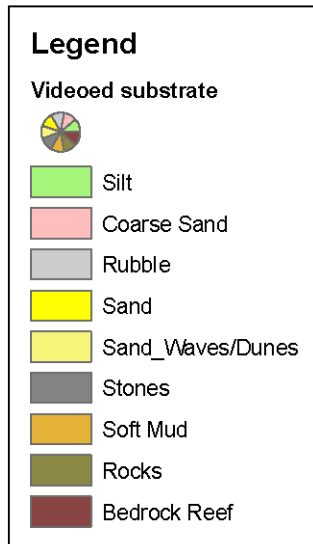 Legend
Videoed substrate
Silt
Coarse Sand
Rubble
Sand
Sand_Waves/Dunes
Stones
Soft Mud
Rocks
Bedrock Reef